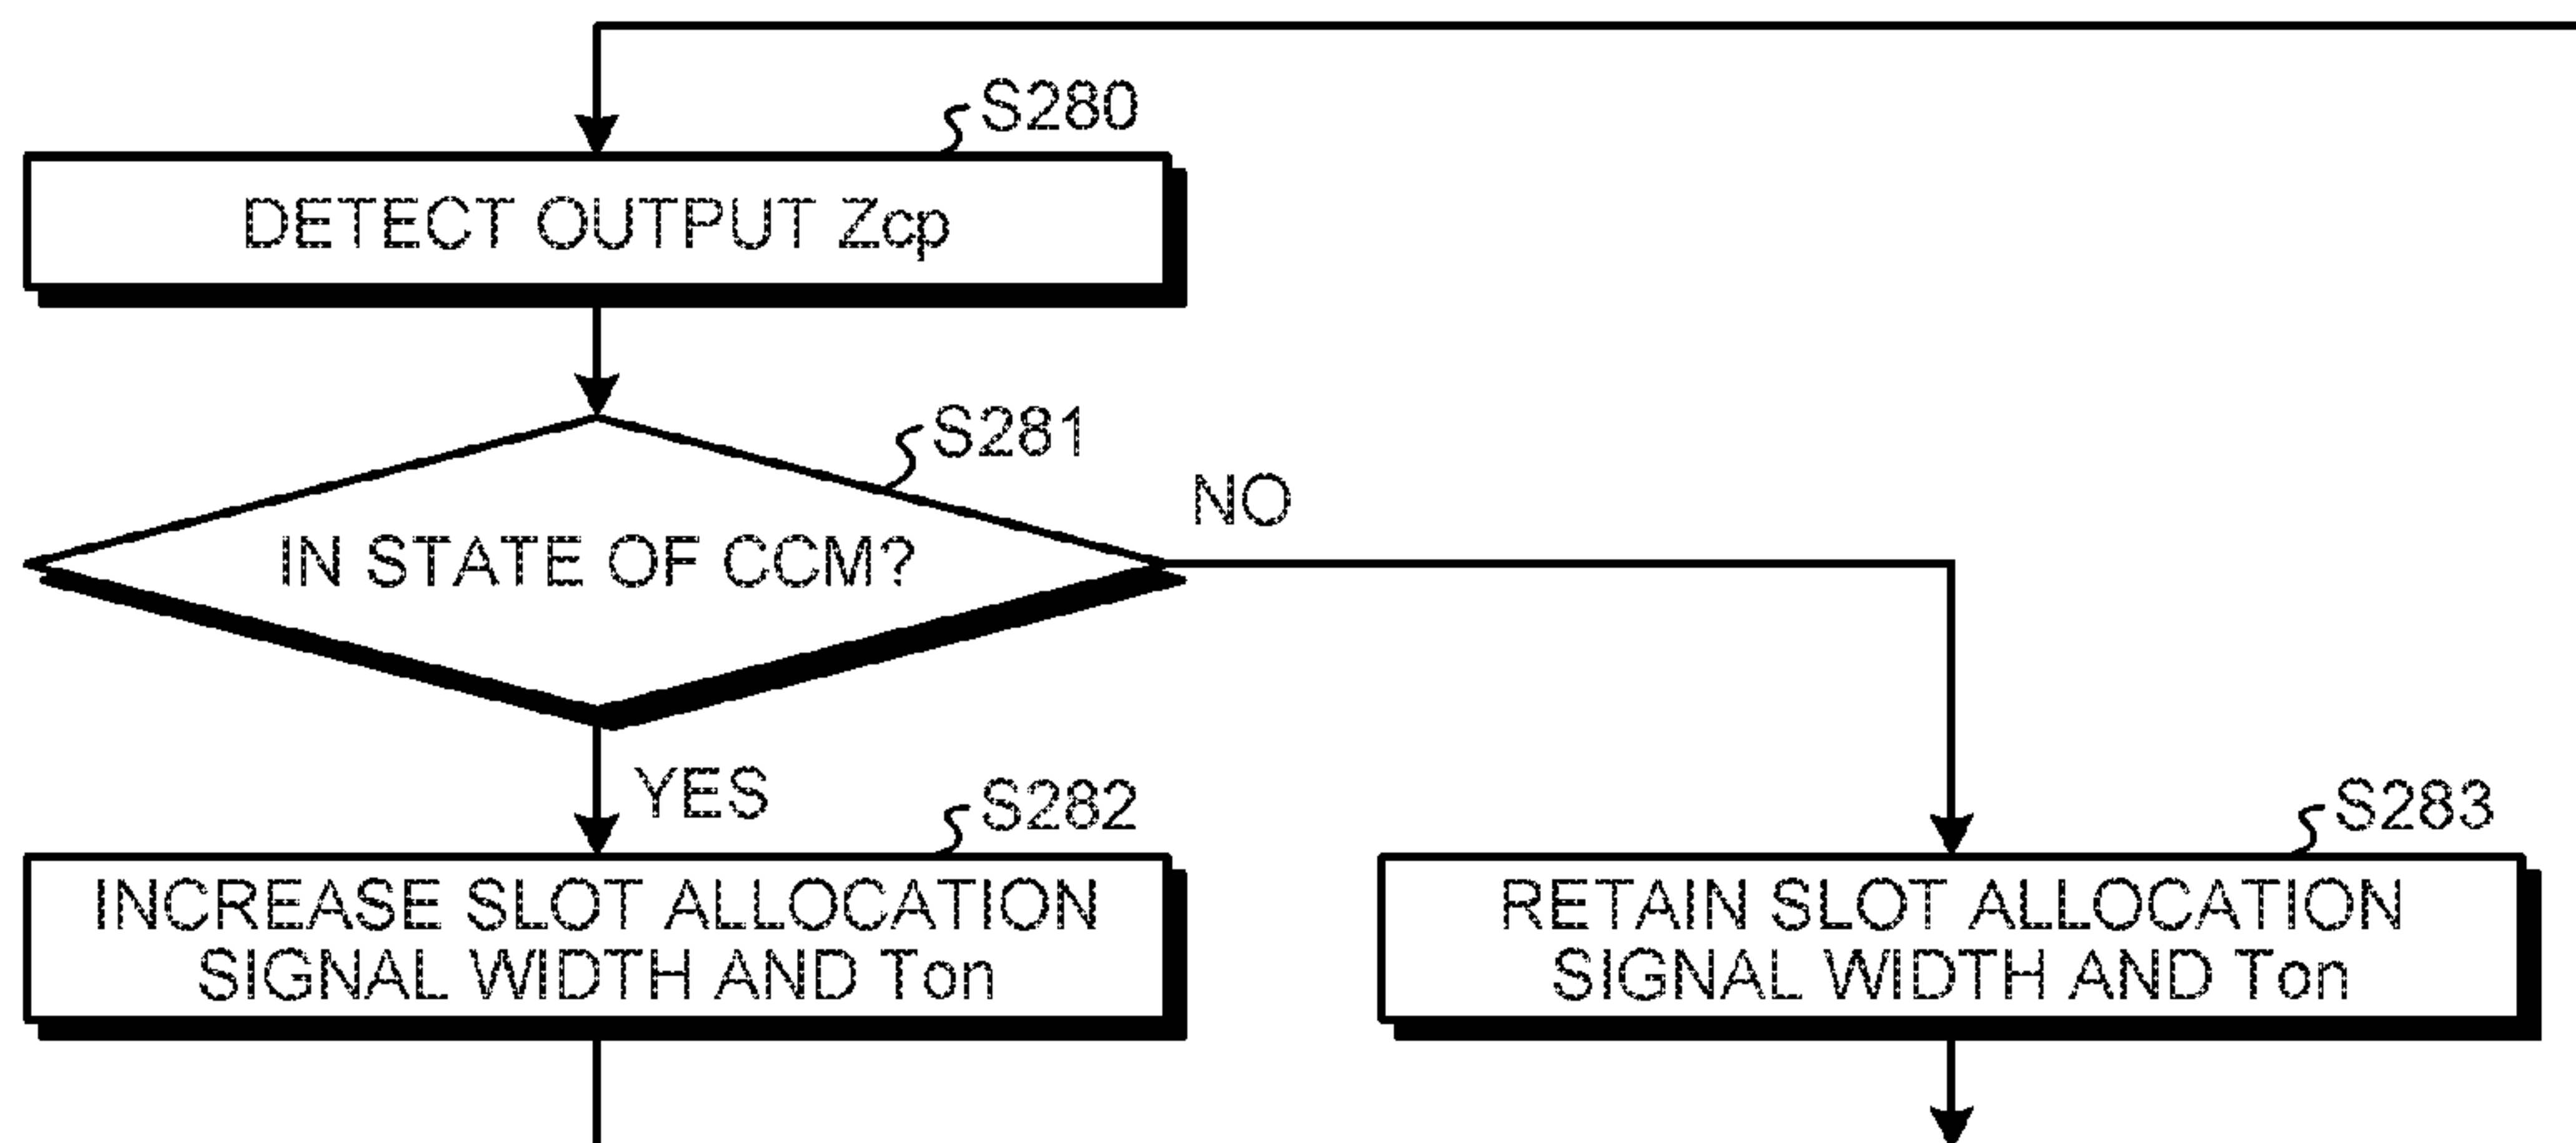 S280
DETECT OUTPUT Zcp
S281
IN STATE OF CCM?
NO
YES
S282
INCREASE SLOT ALLOCATION
SIGNAL WIDTH AND Ton
S283
RETAIN SLOT ALLOCATION
SIGNAL WIDTH AND Ton